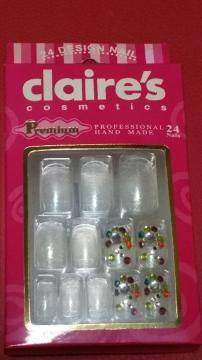 24 DESIGN NAIL
claire's
cosmetics
Premium
PROFESSIONAL
HAND MADE
24
Nails